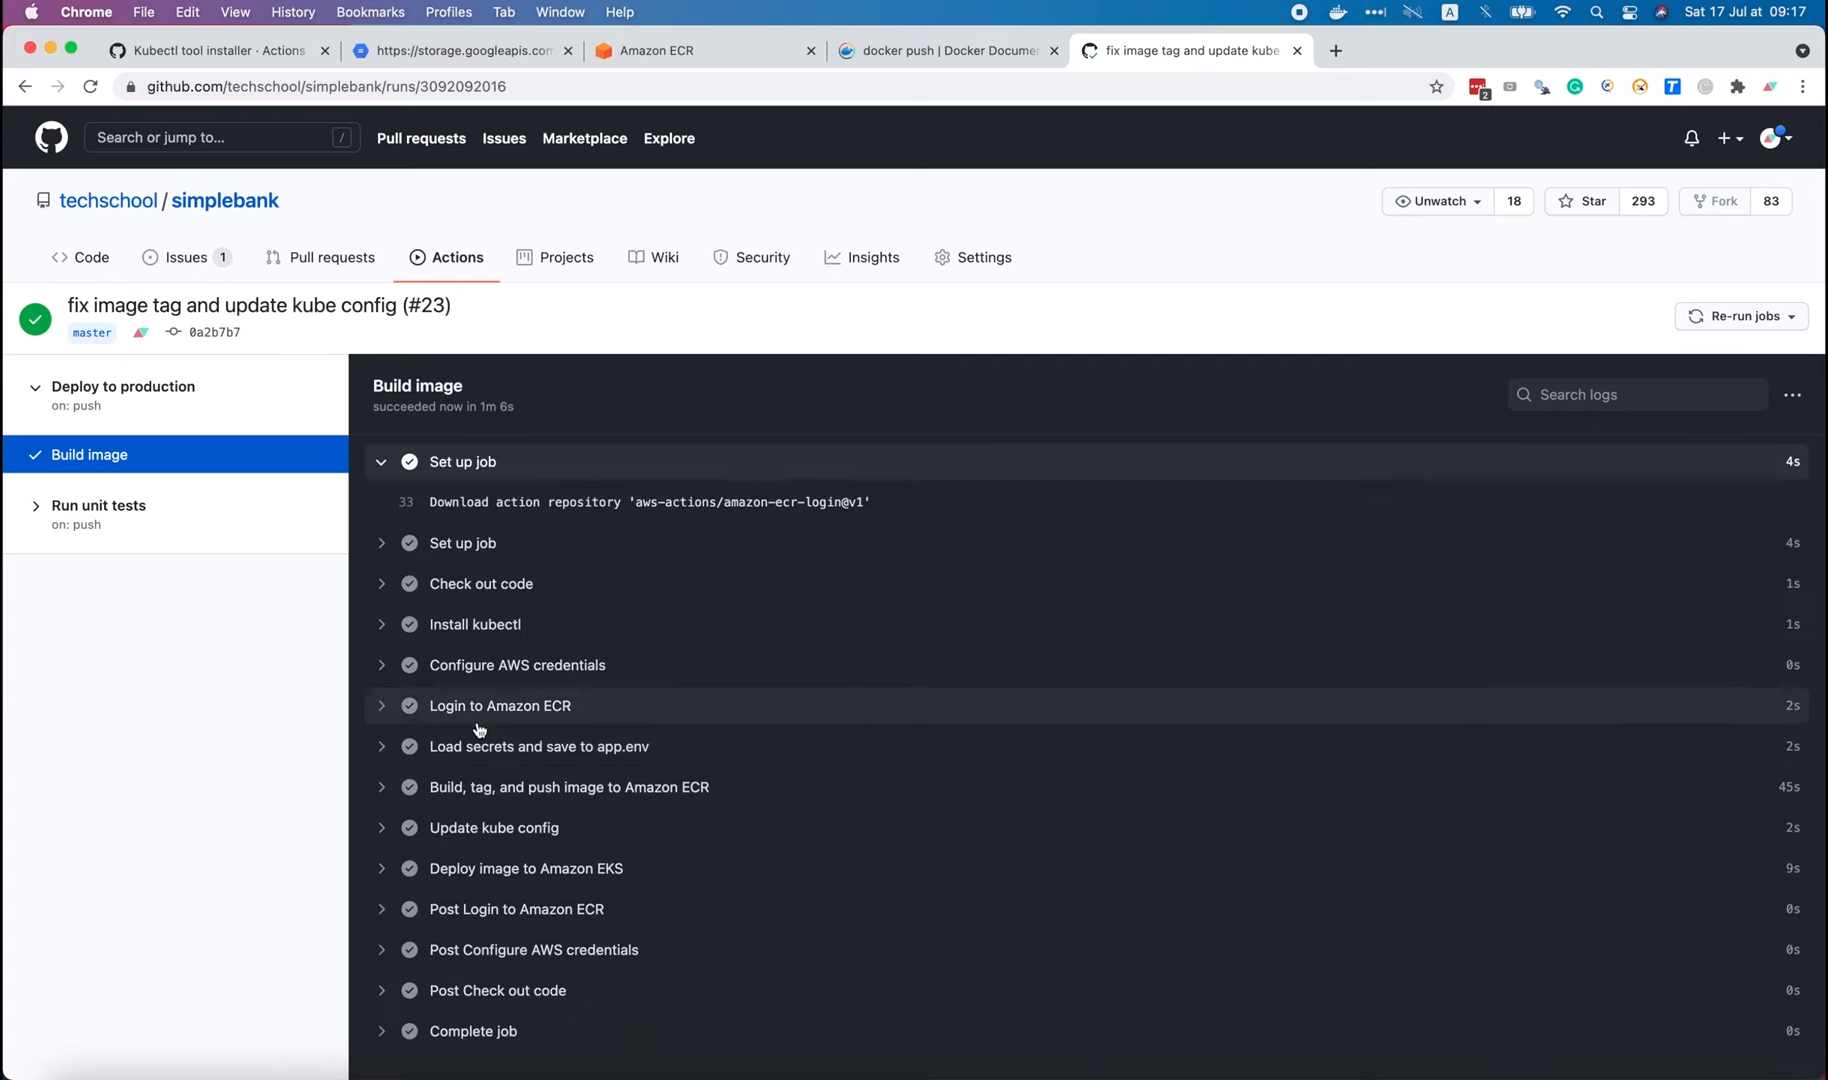 Chrome File Edit View History Bookmarks Profiles Tab Window Help A Sat 17 Jul at 09:17
Kubectl tool installer · Actions https://storage.googleapis.com Amazon ECR docker push | Docker Documen fix image tag and update kube
github.com/techschool/simplebank/runs/3092092016 2 T
Search or jump to... / Pull requests Issues Marketplace Explore
techschool / simplebank Unwatch 18 Star 293 Fork 83
Code Issues 1 Pull requests Actions Projects Wiki Security Insights Settings
fix image tag and update kube config (#23)
master 0a2b7b7
Re-run jobs
Deploy to production
on: push
Build image
Run unit tests
on: push
Build image
succeeded now in 1m 6s
Search logs
Set up job 4s
33 Download action repository 'aws-actions/amazon-ecr-login@v1'
Set up job 4s
Check out code 1s
Install kubectl 1s
Configure AWS credentials 0s
Login to Amazon ECR 2s
Load secrets and save to app.env 2s
Build, tag, and push image to Amazon ECR 45s
Update kube config 2s
Deploy image to Amazon EKS 9s
Post Login to Amazon ECR 0s
Post Configure AWS credentials 0s
Post Check out code 0s
Complete job 0s